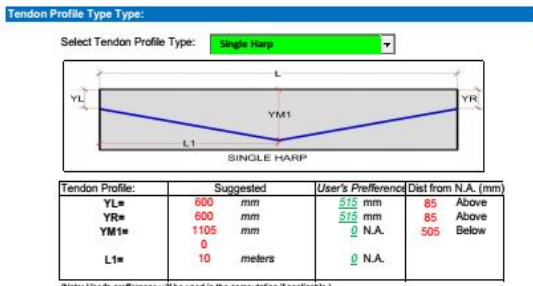 Tendon Profile Type Type:
Select Tendon Profile Type: Single Harp
L
YL YR
YM1
L1
SINGLE HARP
Tendon Profile: Suggested User's Prefference Dist from N.A. (mm)
YL= 600 mm 515 mm 85 Above
YR= 600 mm 515 mm 85 Above
YM1= 1105 mm 0 N.A. 505 Below
0
L1= 10 meters 0 N.A.